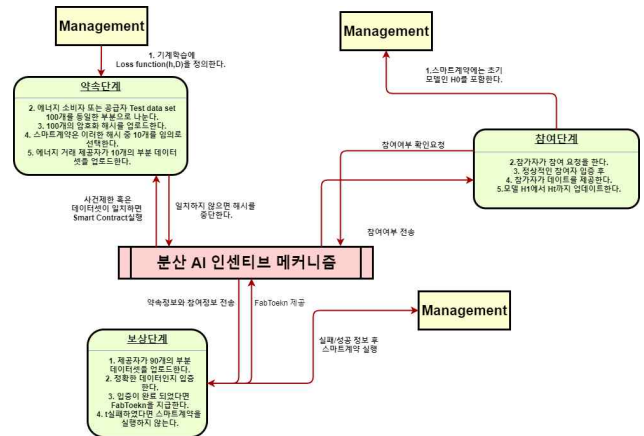 Management
1. 기계학습에
Loss function(h,D)을 정의한다.
약속단계
2. 에너지 소비자 또는 공급자 Test data set
100개를 동일한 부분으로 나눈다.
3. 100개의 암호화 해시를 업로드한다.
4. 스마트계약은 이러한 해시 중 10개를 임의로
선택한다.
5. 에너지 거래 제공자가 10개의 부분 데이터
셋를 업로드한다.
Management
1.스마트계약에는 초기
모델인 H0를 포함한다.
참여단계
2.참가자가 참여 요청을 한다.
3. 정상적인 참여자 입증 후
4. 참가자가 데이트를 제공한다.
5.모델 H1에서 Ht까지 업데이트한다.
참여여부 확인요청
참여여부 전송
사건제한 혹은
데이터셋이 일치하면
Smart Contract실행
일치하지 않으면 해시를
중단한다.
분산 AI 인센티브 메커니즘
약속정보와 참여정보 전송
FabToekn 제공
Management
실패/성공 정보 후
스마트계약 실행
보상단계
1. 제공자가 90개의 부분
데이터셋를 업로드한다.
2. 정확한 데이터인지 입증
한다.
3. 입증이 완료 되었다면
FabToekn을 지급한다.
4. t실패하였다면 스마트계약을
실행하지 않는다.